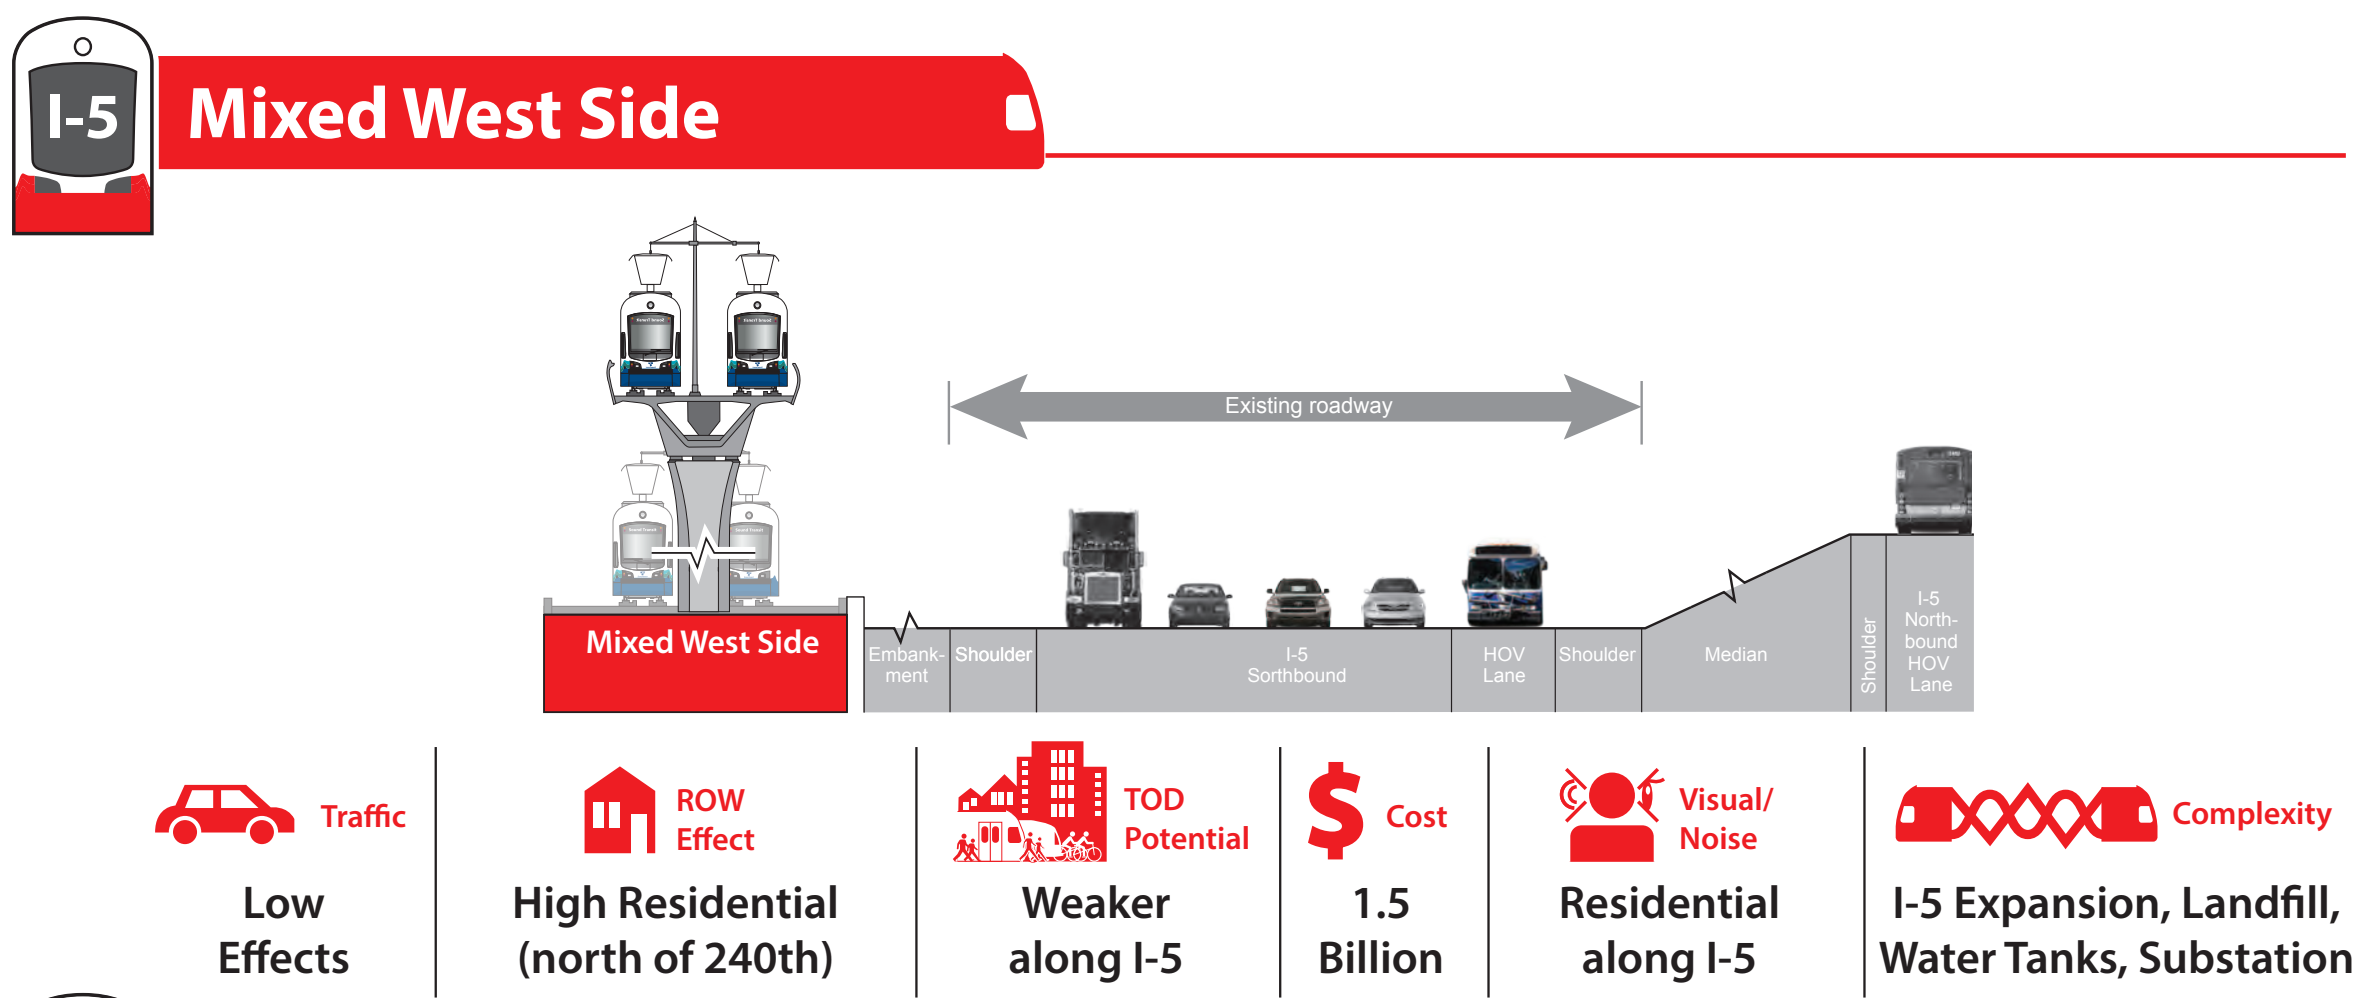 I-5
Mixed West Side
Existing roadway
Mixed West Side
Embank-
ment
Shoulder
I-5
Sorthbound
HOV
Lane
Shoulder
Median
Shoulder
I-5
North-
bound
HOV
Lane
Traffic
Low
Effects
ROW
Effect
High Residential
(north of 240th)
TOD
Potential
Weaker
along I-5
$ Cost
1.5
Billion
Visual/
Noise
Residential
along I-5
Complexity
I-5 Expansion, Landfill,
Water Tanks, Substation